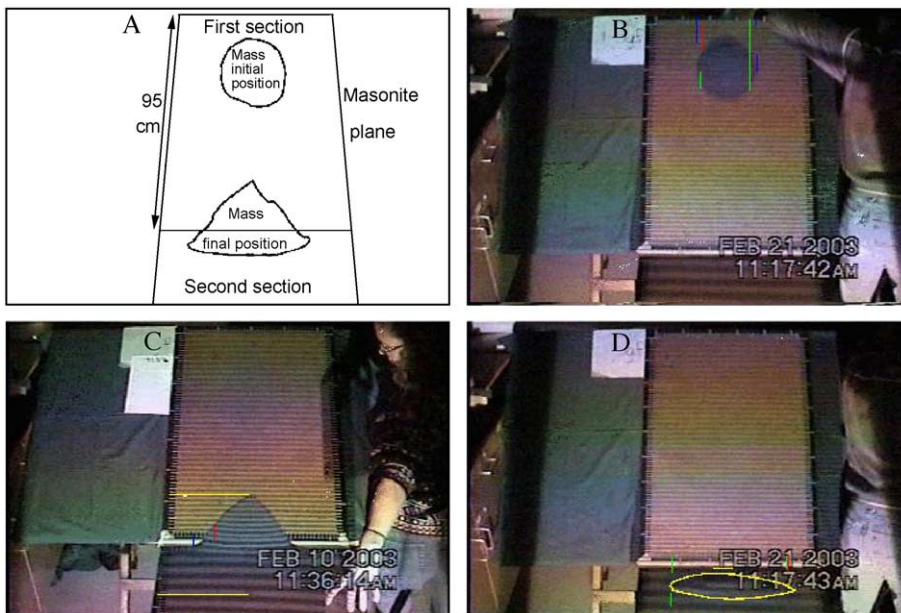 A
First section
Mass
initial
position
95
cm
Masonite
plane
Mass
final position
Second section
B
FEB 21 2003
11:17:42AM
C
FEB 10 2003
11:36:14AM
D
FEB 21 2003
11:17:43AM